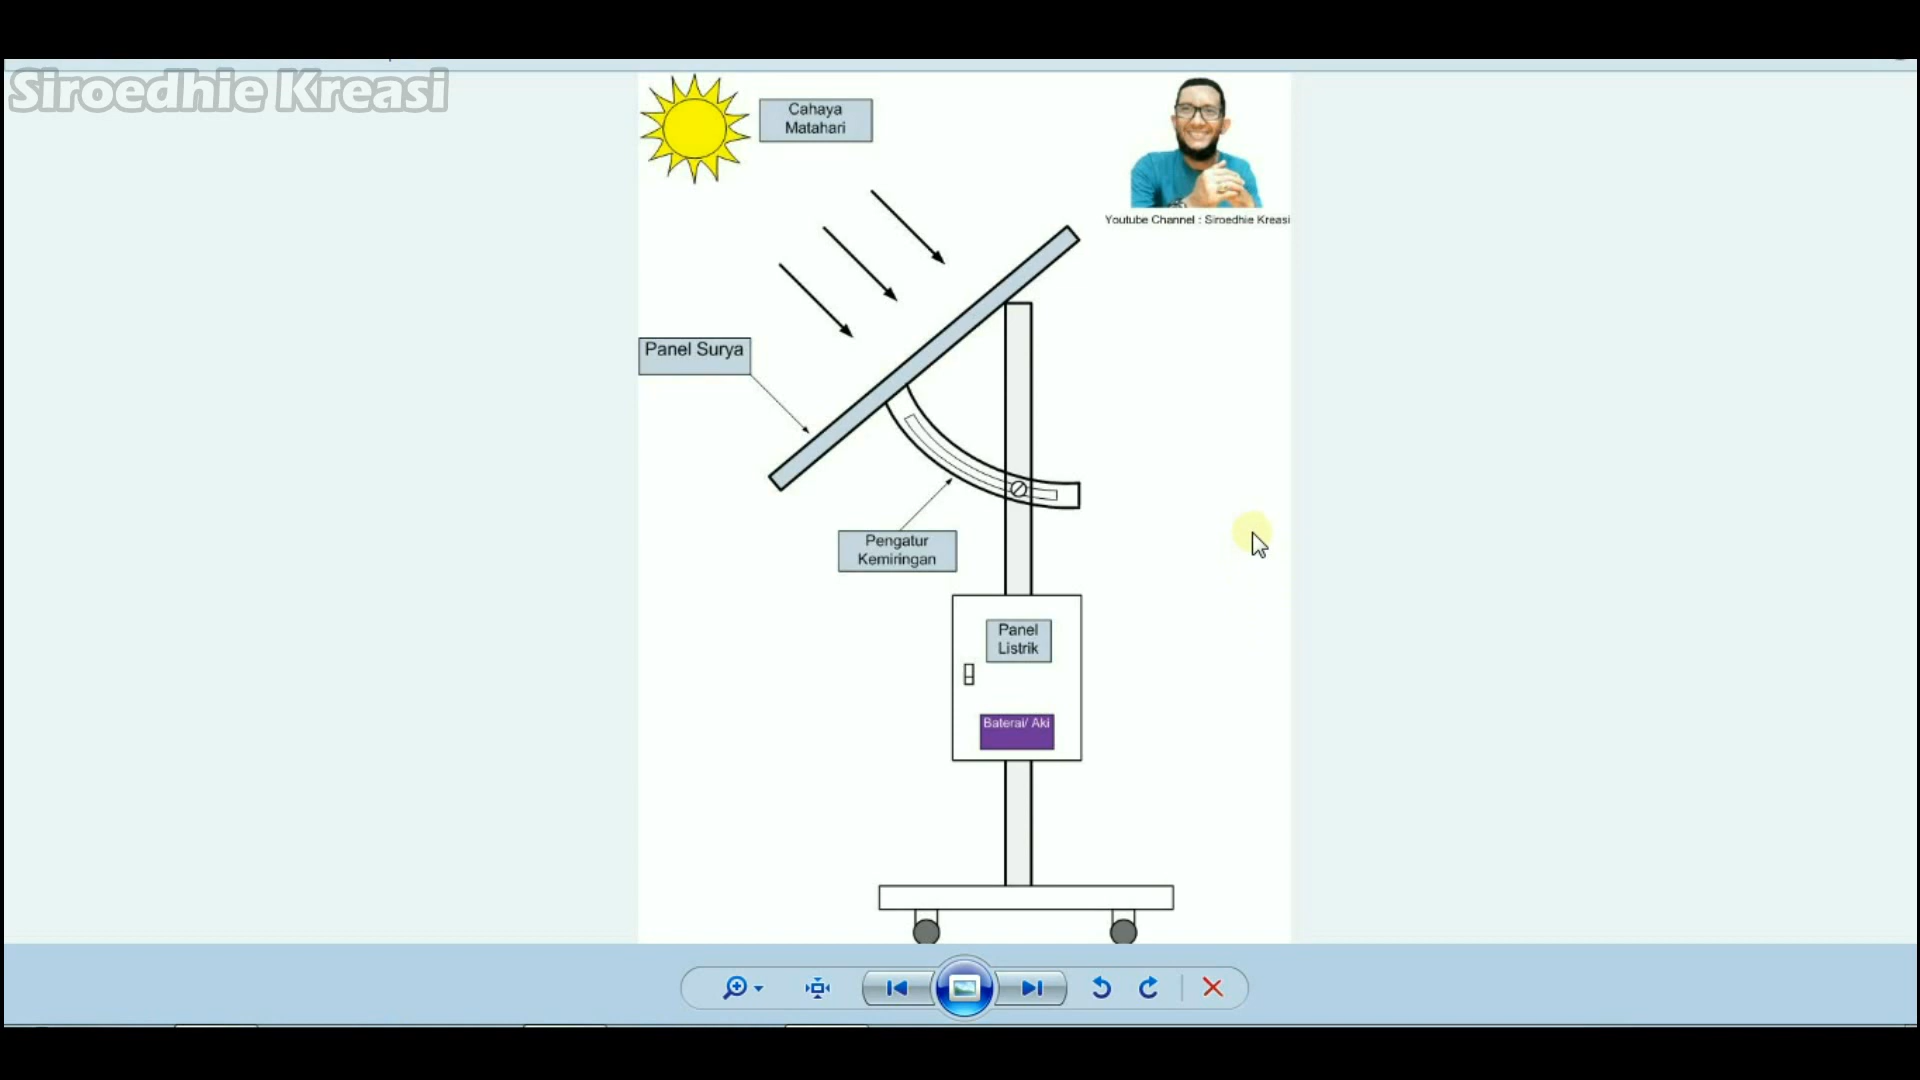 Siroedhie Kreasi
Cahaya
Matahari
Youtube Channel : Siroedhie Kreasi
Panel Surya
Pengatur
Kemiringan
Panel
Listrik
Baterai/ Aki